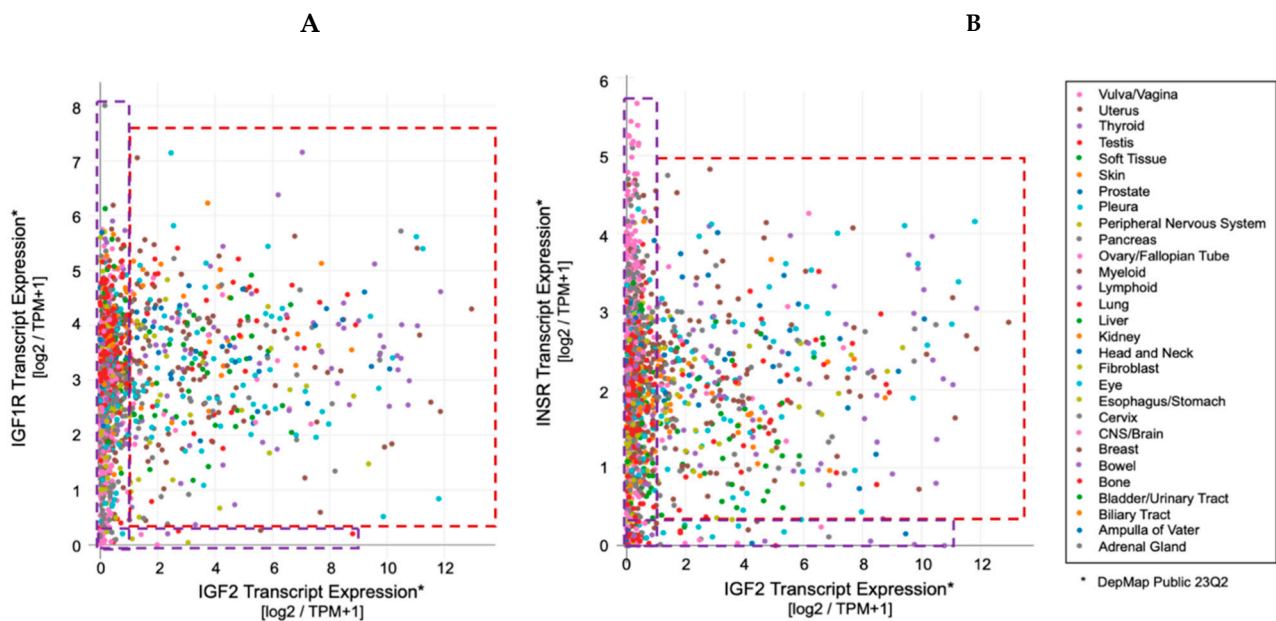 A
B
IGF1R Transcript Expression*
[log2 / TPM+1]
8
7
6
5
4
3
2
1
0
0
2
4
6
8
10
12
IGF2 Transcript Expression*
[log2 / TPM+1]
INSR Transcript Expression*
[log2 / TPM+1]
6
5
4
3
2
1
0
0
2
4
6
8
10
12
IGF2 Transcript Expression*
[log2 / TPM+1]
Vulva/Vagina
Uterus
Thyroid
Testis
Soft Tissue
Skin
Prostate
Pleura
Peripheral Nervous System
Pancreas
Ovary/Fallopian Tube
Myeloid
Lymphoid
Lung
Liver
Kidney
Head and Neck
Fibroblast
Eye
Esophagus/Stomach
Cervix
CNS/Brain
Breast
Bowel
Bone
Bladder/Urinary Tract
Biliary Tract
Ampulla of Vater
Adrenal Gland
* DepMap Public 23Q2